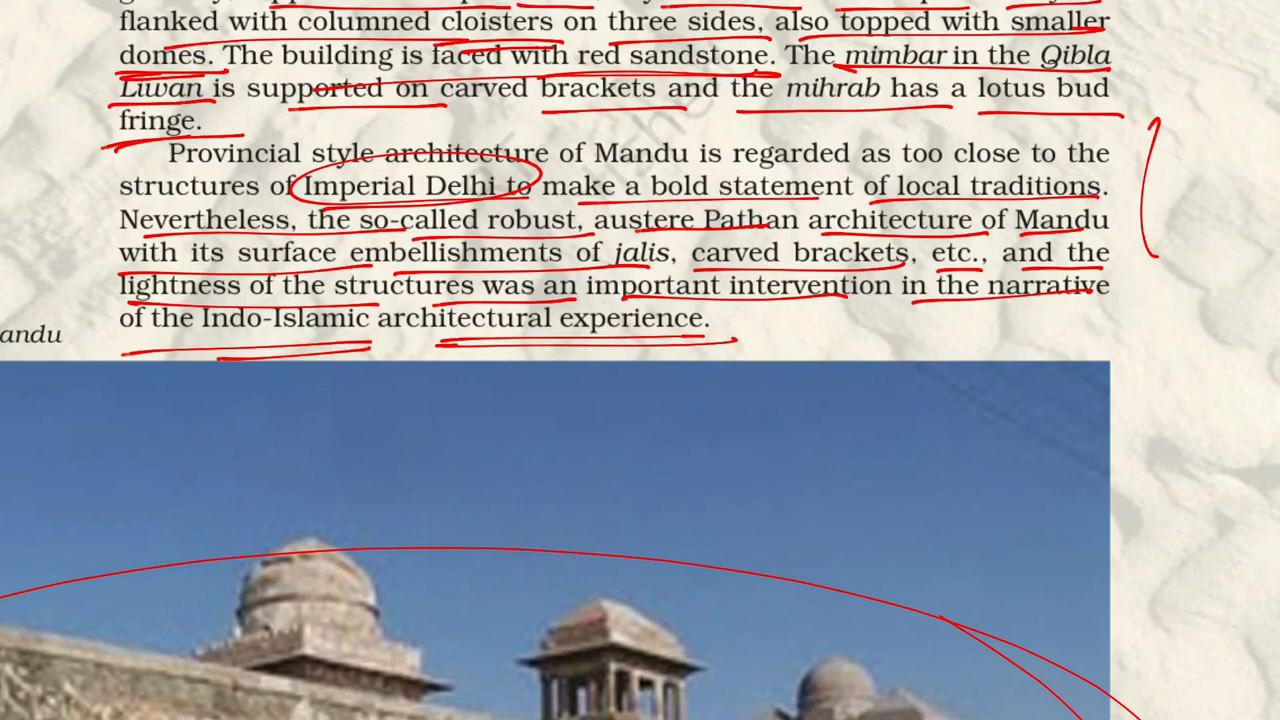 flanked with columned cloisters on three sides, also topped with smaller
domes. The building is faced with red sandstone. The mimbar in the Qibla
Liwan is supported on carved brackets and the mihrab has a lotus bud
fringe.
Provincial style architecture of Mandu is regarded as too close to the
structures of Imperial Delhi to make a bold statement of local traditions.
Nevertheless, the so-called robust, austere Pathan architecture of Mandu
with its surface embellishments of jalis, carved brackets, etc., and the
lightness of the structures was an important intervention in the narrative
of the Indo-Islamic architectural experience.
andu